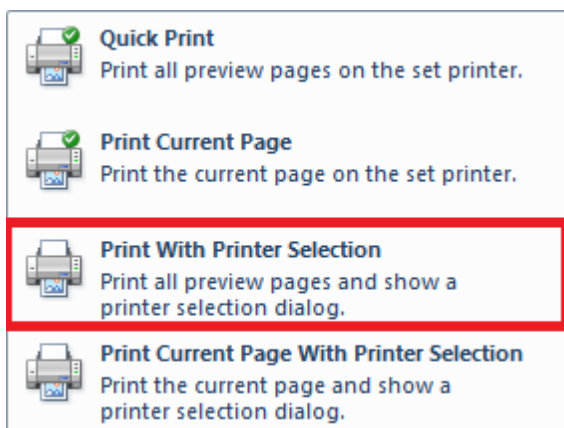 Quick Print
Print all preview pages on the set printer.
Print Current Page
Print the current page on the set printer.
Print With Printer Selection
Print all preview pages and show a
printer selection dialog.
Print Current Page With Printer Selection
Print the current page and show a
printer selection dialog.